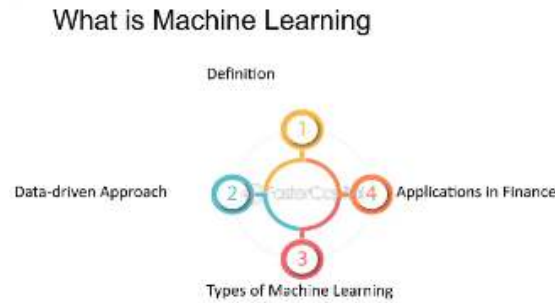 What is Machine Learning
Definition
1
Data-driven Approach
2
FasterCapital
4
Applications in Finance
3
Types of Machine Learning